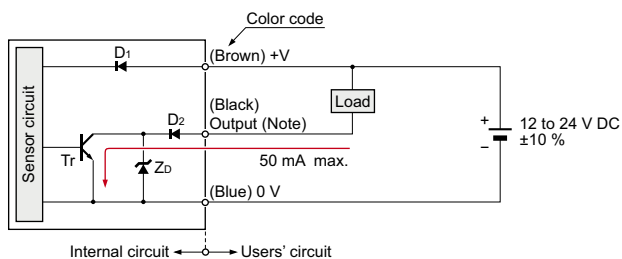 Color code
D1
(Brown) +V
Sensor circuit
(Black)
Output (Note)
Load
D2
+
12 to 24 V DC
±10 %
−
Tr
ZD
50 mA max.
(Blue) 0 V
Internal circuit
Users' circuit